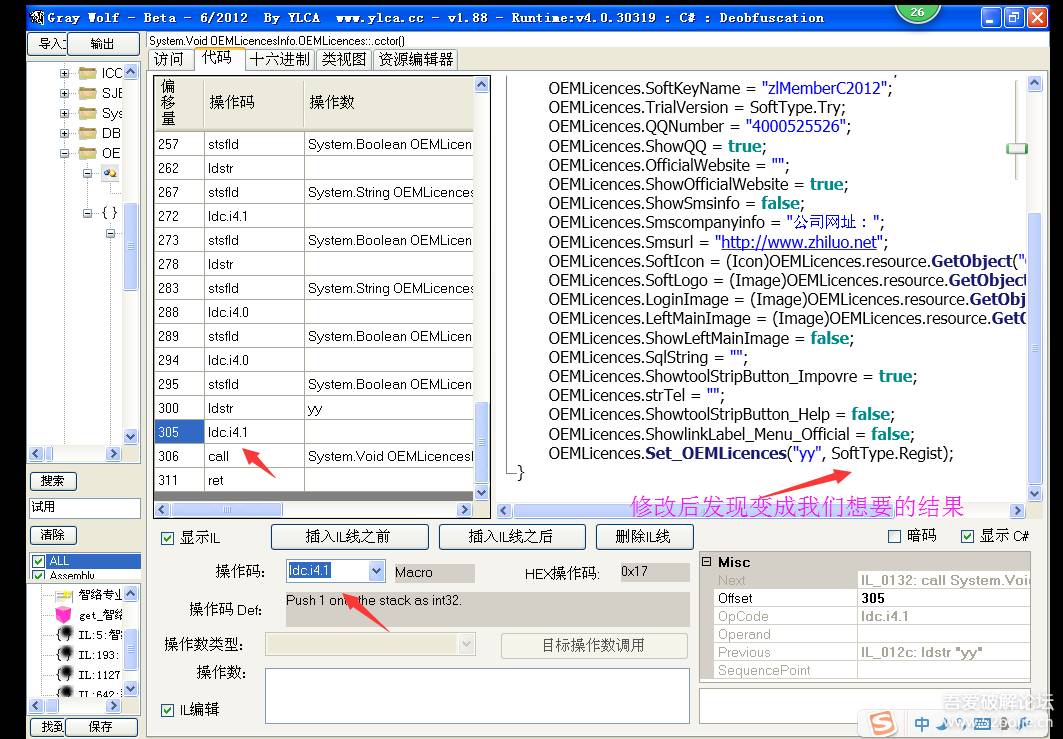 Gray Wolf - Beta - 6/2012 By YLCA www.ylca.cc - v1.88 - Runtime:v4.0.30319 : C# : Deobfuscation
26
导入
输出
System.Void OEMLicencesInfo.OEMLicences::.cctor()
访问
代码
十六进制
类视图
资源编辑器
ICC
SJE
Sys
DB
OE
{ }
偏移量
操作码
操作数
257 stsfld System.Boolean OEMLicen
262 ldstr
267 stsfld System.String OEMLicences
272 ldc.i4.1
273 stsfld System.Boolean OEMLicen
278 ldstr
283 stsfld System.String OEMLicences
288 ldc.i4.0
289 stsfld System.Boolean OEMLicen
294 ldc.i4.0
295 stsfld System.Boolean OEMLicen
300 ldstr yy
305 ldc.i4.1
306 call System.Void OEMLicencesI
311 ret
OEMLicences.SoftKeyName = "zlMemberC2012";
OEMLicences.TrialVersion = SoftType.Try;
OEMLicences.QQNumber = "4000525526";
OEMLicences.ShowQQ = true;
OEMLicences.OfficialWebsite = "";
OEMLicences.ShowOfficialWebsite = true;
OEMLicences.ShowSmsinfo = false;
OEMLicences.Smscompanyinfo = "公司网址：";
OEMLicences.Smsurl = "http://www.zhiluo.net";
OEMLicences.SoftIcon = (Icon)OEMLicences.resource.GetObject("
OEMLicences.SoftLogo = (Image)OEMLicences.resource.GetObject
OEMLicences.LoginImage = (Image)OEMLicences.resource.GetObj
OEMLicences.LeftMainImage = (Image)OEMLicences.resource.Get
OEMLicences.ShowLeftMainImage = false;
OEMLicences.SqlString = "";
OEMLicences.ShowtoolStripButton_Impovre = true;
OEMLicences.strTel = "";
OEMLicences.ShowtoolStripButton_Help = false;
OEMLicences.ShowlinkLabel_Menu_Official = false;
OEMLicences.Set_OEMLicences("yy", SoftType.Regist);
}
修改后发现变成我们想要的结果
搜索
试用
清除
ALL
Assembly
智络专业
get_智络
IL:5:智
IL:193:
IL:1127
IL:642:
找到
保存
显示IL
插入IL线之前
插入IL线之后
删除IL线
暗码
显示 C#
操作码:
ldc.i4.1
Macro
HEX操作码:
0x17
操作码 Def:
Push 1 onto the stack as int32.
操作数类型:
目标操作数调用
操作数:
IL编辑
Misc
Next IL_0132: call System.Voi
Offset 305
OpCode ldc.i4.1
Operand
Previous IL_012c: ldstr "yy"
SequencePoint
吾爱破解论坛
www.52pojie.cn
S
中